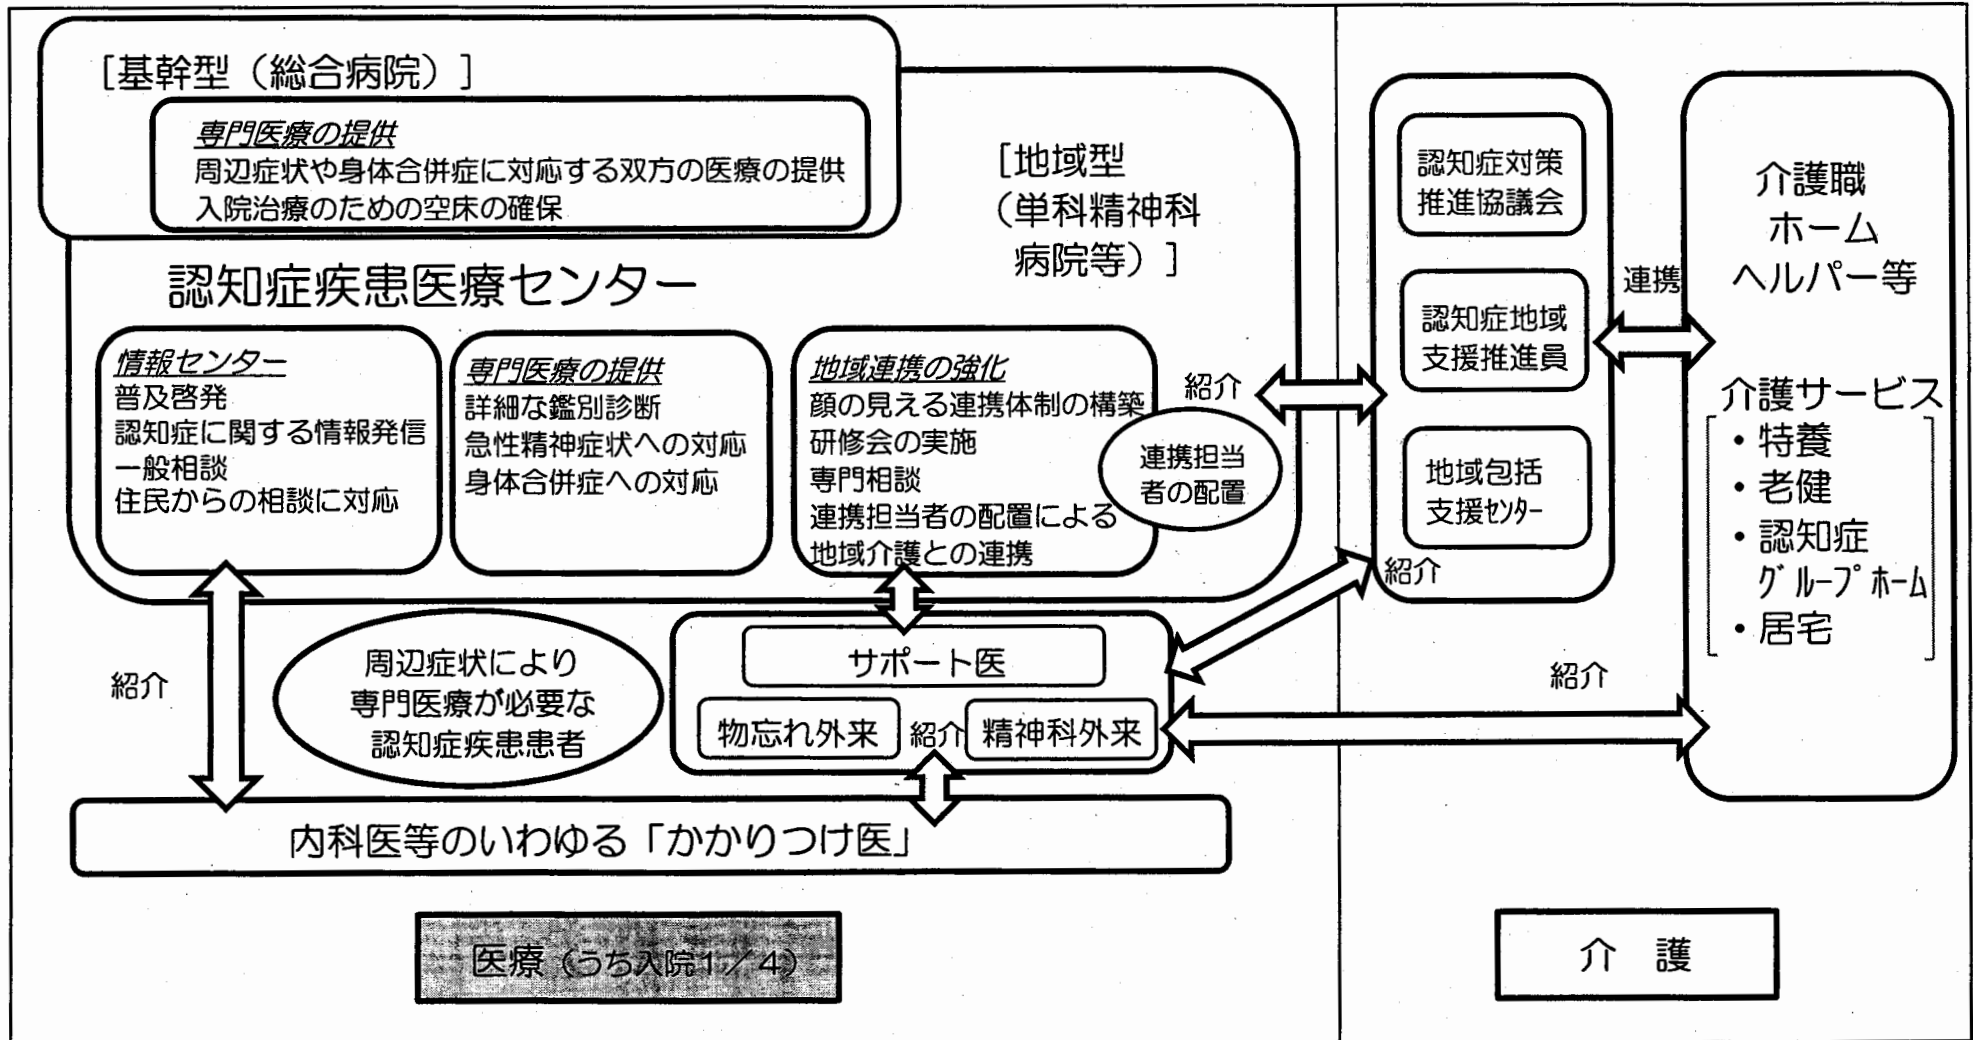 [基幹型（総合病院）]
専門医療の提供
周辺症状や身体合併症に対応する双方の医療の提供
入院治療のための空床の確保
[地域型
（単科精神科
病院等）]
認知症疾患医療センター
情報センター
普及啓発
認知症に関する情報発信
一般相談
住民からの相談に対応
専門医療の提供
詳細な鑑別診断
急性精神症状への対応
身体合併症への対応
地域連携の強化
顔の見える連携体制の構築
研修会の実施
専門相談
連携担当者の配置による
地域介護との連携
紹介
連携担当
者の配置
紹介
周辺症状により
専門医療が必要な
認知症疾患患者
サポート医
物忘れ外来
紹介
精神科外来
内科医等のいわゆる「かかりつけ医」
医療（うち入院1／4）
認知症対策
推進協議会
認知症地域
支援推進員
地域包括
支援ｾﾝﾀｰ
紹介
連携
紹介
介護職
ホーム
ヘルパー等
介護サービス
・特養
・老健
・認知症
ｸﾞﾙｰﾌﾟﾎｰﾑ
・居宅
介　護